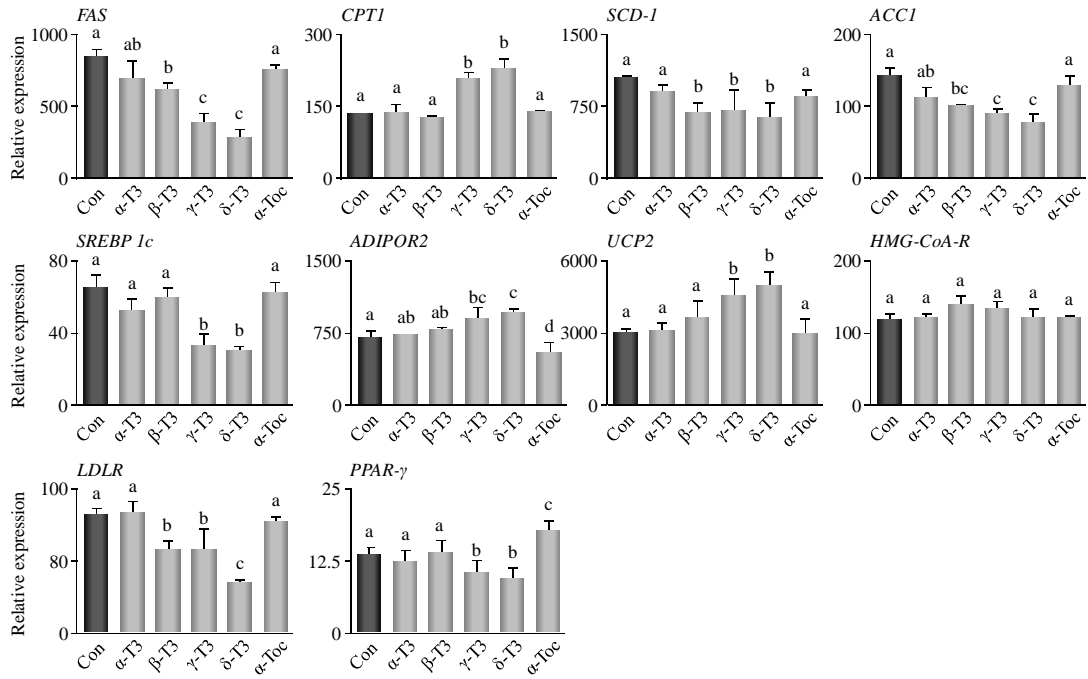 FAS
CPT1
SCD-1
ACC1
Relative expression
1000
500
0
a
ab
b
c
c
a
Con
α-T3
β-T3
γ-T3
δ-T3
α-Toc
300
150
0
a
a
a
b
b
a
Con
α-T3
β-T3
γ-T3
δ-T3
α-Toc
1500
750
0
a
a
b
b
b
a
Con
α-T3
β-T3
γ-T3
δ-T3
α-Toc
200
100
0
a
ab
bc
c
c
a
Con
α-T3
β-T3
γ-T3
δ-T3
α-Toc
SREBP 1c
ADIPOR2
UCP2
HMG-CoA-R
Relative expression
80
40
0
a
a
a
b
b
a
Con
α-T3
β-T3
γ-T3
δ-T3
α-Toc
1500
750
0
a
ab
ab
bc
c
d
Con
α-T3
β-T3
γ-T3
δ-T3
α-Toc
6000
3000
0
a
a
a
b
b
a
Con
α-T3
β-T3
γ-T3
δ-T3
α-Toc
200
100
0
a
a
a
a
a
a
Con
α-T3
β-T3
γ-T3
δ-T3
α-Toc
LDLR
PPAR-γ
Relative expression
100
80
0
a
a
b
b
c
a
Con
α-T3
β-T3
γ-T3
δ-T3
α-Toc
25
12.5
0
a
a
a
b
b
c
Con
α-T3
β-T3
γ-T3
δ-T3
α-Toc